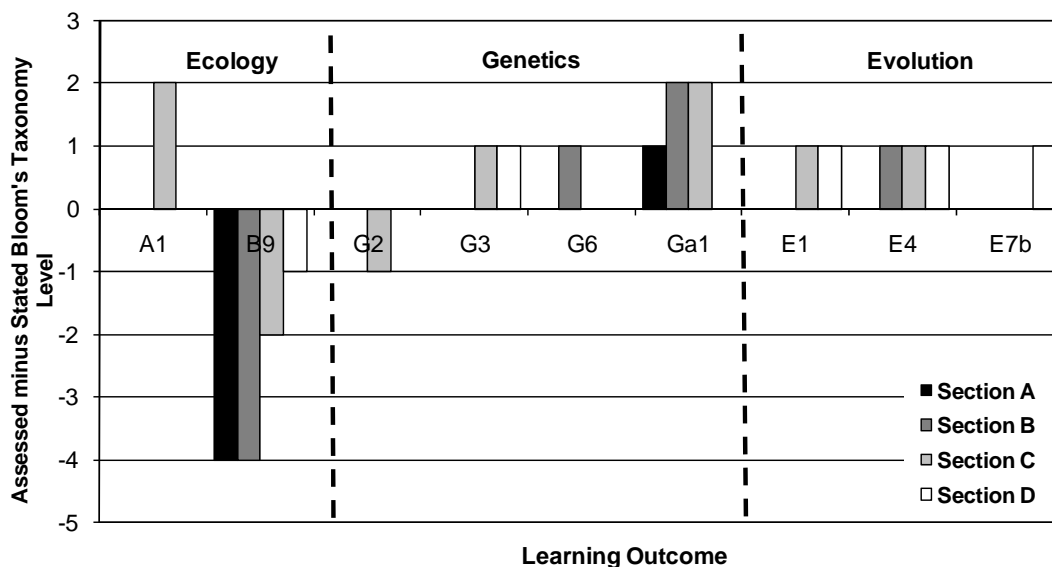 3
2
1
0
-1
-2
-3
-4
-5
Assessed minus Stated Bloom's Taxonomy
Level
Ecology
Genetics
Evolution
A1
B9
G2
G3
G6
Ga1
E1
E4
E7b
Section A
Section B
Section C
Section D
Learning Outcome